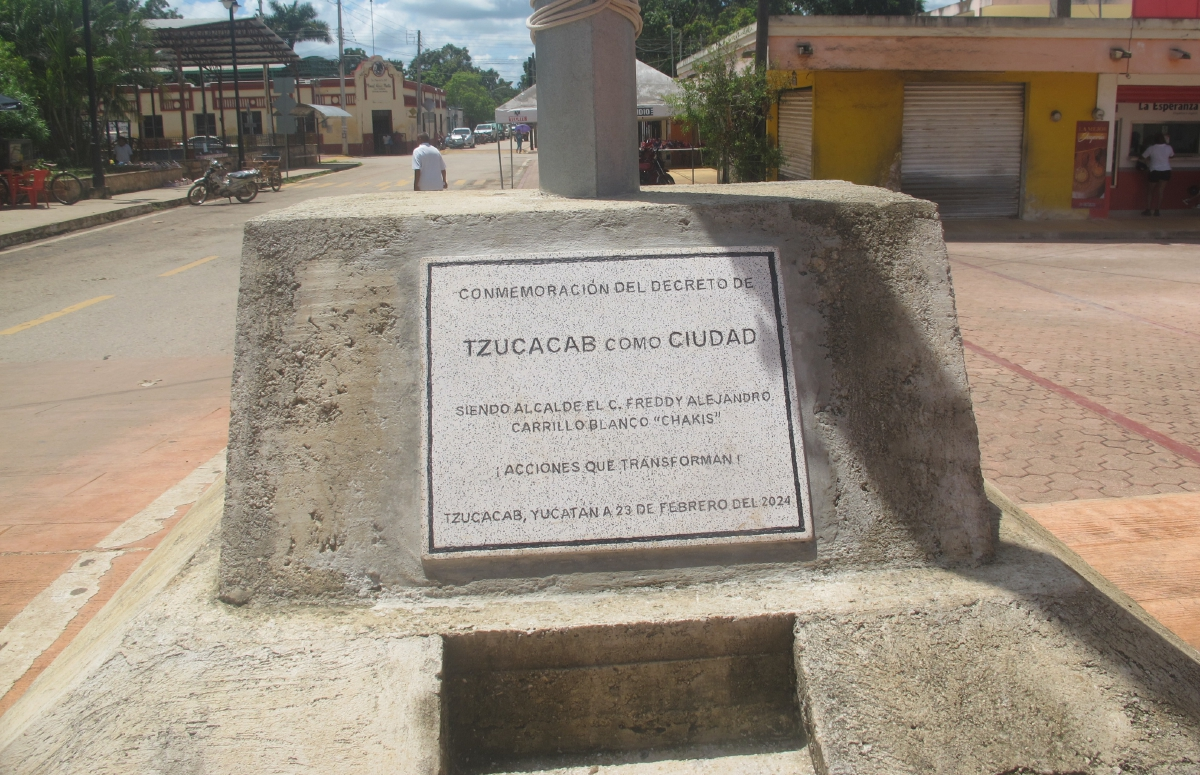 CONMEMORACIÓN DEL DECRETO DE
TZUCACAB COMO CIUDAD
SIENDO ALCALDE EL C. FREDDY ALEJANDRO
CARRILLO BLANCO "CHAKIS"
¡ ACCIONES QUE TRANSFORMAN !
TZUCACAB, YUCATAN A 23 DE FEBRERO DEL 2024
La Esperanza